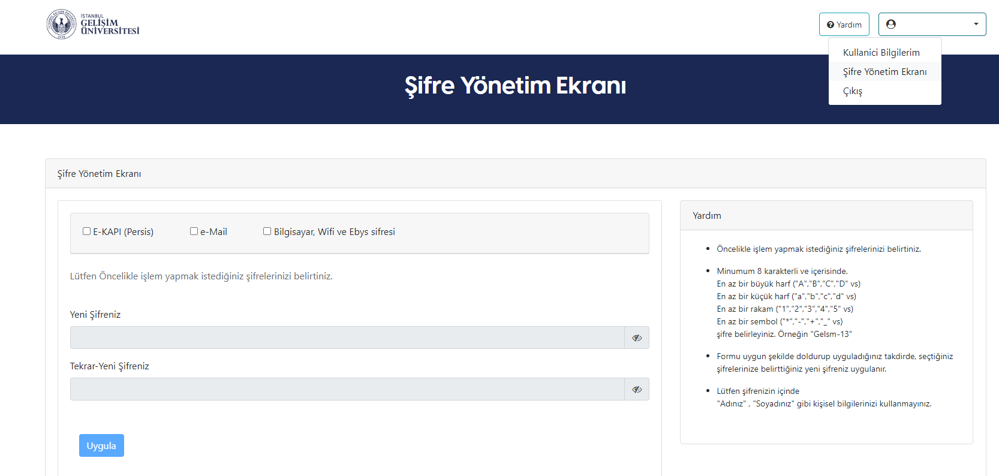 İSTANBUL
GELİŞİM
ÜNİVERSİTESİ
Yardım
Kullanici Bilgilerim
Şifre Yönetim Ekranı
Çıkış
Şifre Yönetim Ekranı
Şifre Yönetim Ekranı
E-KAPI (Persis)
e-Mail
Bilgisayar, Wifi ve Ebys sifresi
Lütfen Öncelikle işlem yapmak istediğiniz şifrelerinizi belirtiniz.
Yeni Şifreniz
Tekrar-Yeni Şifreniz
Uygula
Yardım
Öncelikle işlem yapmak istediğiniz şifrelerinizi belirtiniz.
Minumum 8 karakterli ve içerisinde.
En az bir büyük harf ("A","B","C","D" vs)
En az bir küçük harf ("a","b","c","d" vs)
En az bir rakam ("1","2","3","4","5" vs)
En az bir sembol ("*","-","+","_" vs)
şifre belirleyiniz. Örneğin "Gelsm-13"
Formu uygun şekilde doldurup uyguladığınız takdirde, seçtiğiniz
şifrelerinize belirttiğiniz yeni şifreniz uygulanır.
Lütfen şifrenizin içinde
"Adınız" , "Soyadınız" gibi kişisel bilgilerinizi kullanmayınız.